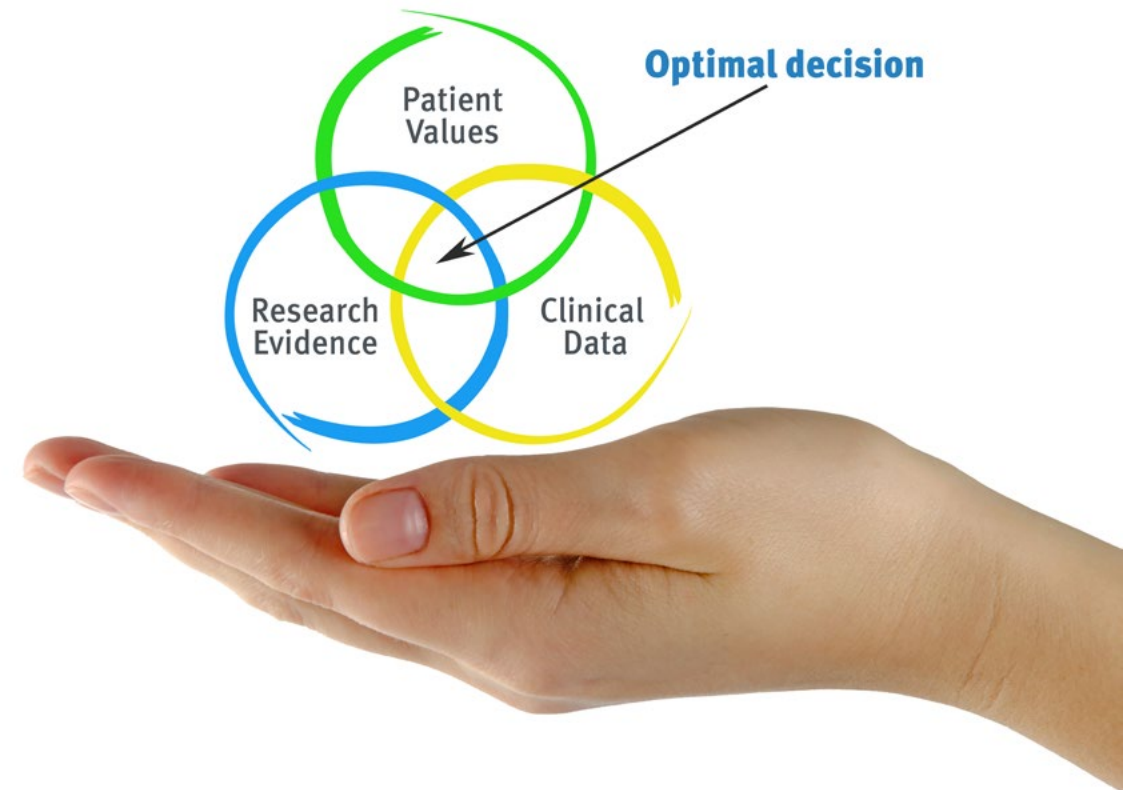 Optimal decision
Patient
Values
Research
Evidence
Clinical
Data